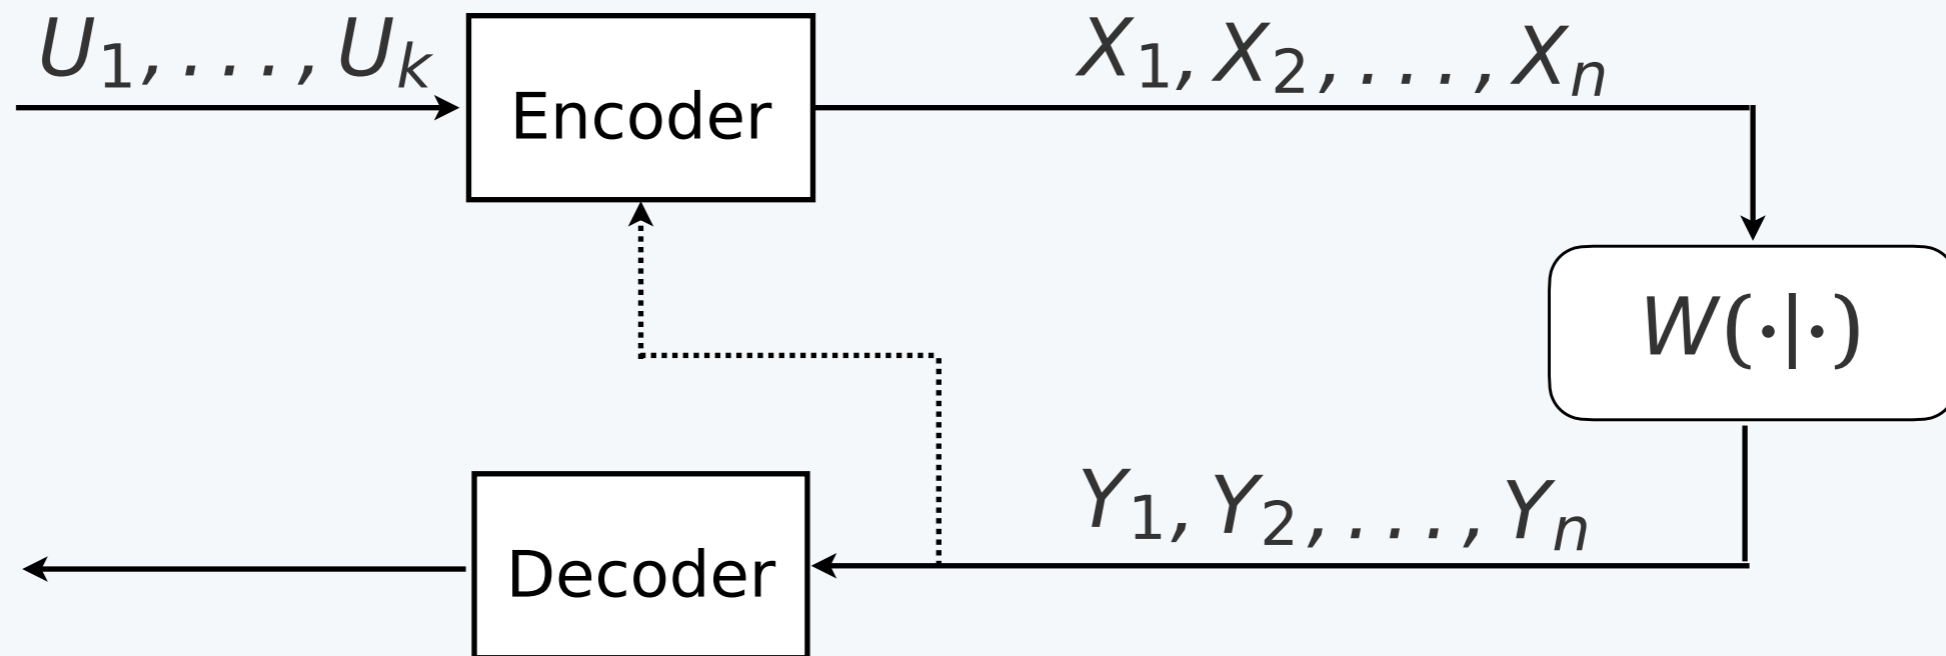 U₁, . . . , Uₖ
X₁, X₂, . . . , Xₙ
Encoder
W(·|·)
Y₁, Y₂, . . . , Yₙ
Decoder